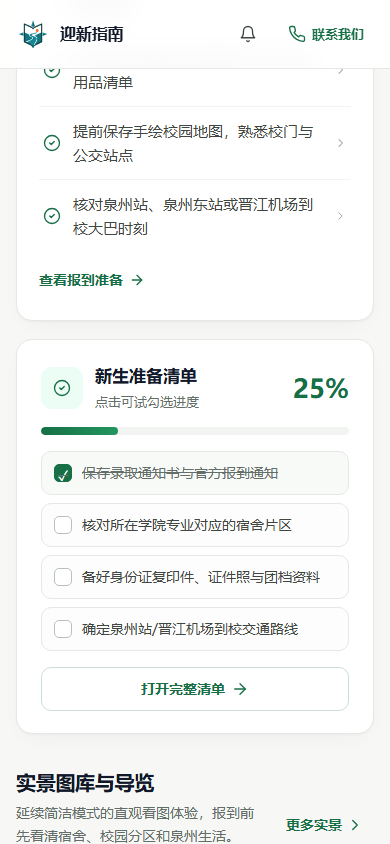 迎新指南
联系我们
用品清单
提前保存手绘校园地图，熟悉校门与
公交站点
核对泉州站、泉州东站或晋江机场到
校大巴时刻
查看报到准备
新生准备清单
点击可试勾选进度
25%
保存录取通知书与官方报到通知
核对所在学院专业对应的宿舍片区
备好身份证复印件、证件照与团档资料
确定泉州站/晋江机场到校交通路线
打开完整清单
实景图库与导览
延续简洁模式的直观看图体验，报到前
先看清宿舍、校园分区和泉州生活。
更多实景